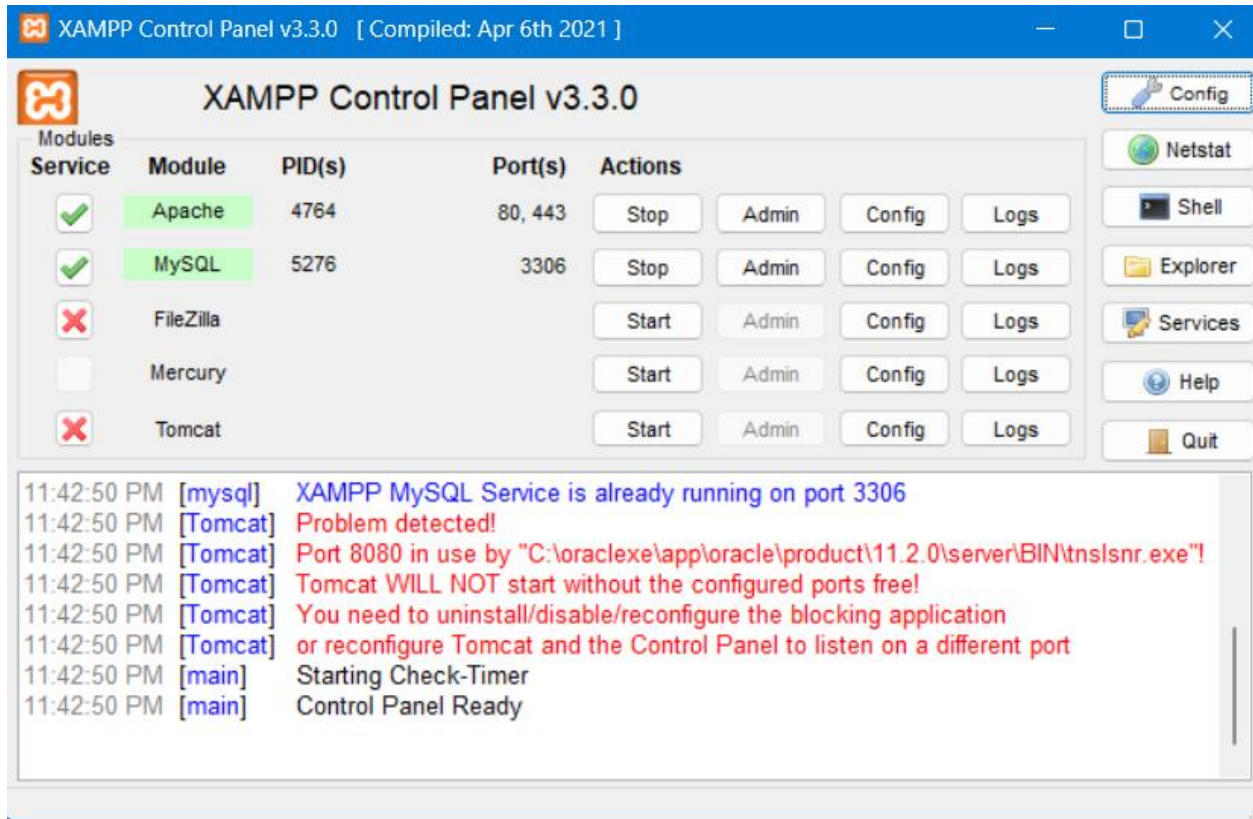 XAMPP Control Panel v3.3.0 [ Compiled: Apr 6th 2021 ]
XAMPP Control Panel v3.3.0
Config
Modules
Netstat
Service Module PID(s) Port(s) Actions
Apache 4764 80, 443 Stop Admin Config Logs
Shell
MySQL 5276 3306 Stop Admin Config Logs
Explorer
FileZilla Start Admin Config Logs
Services
Mercury Start Admin Config Logs
Help
Tomcat Start Admin Config Logs
Quit
11:42:50 PM [mysql] XAMPP MySQL Service is already running on port 3306
11:42:50 PM [Tomcat] Problem detected!
11:42:50 PM [Tomcat] Port 8080 in use by "C:\oraclexe\app\oracle\product\11.2.0\server\BIN\tnslsnr.exe"!
11:42:50 PM [Tomcat] Tomcat WILL NOT start without the configured ports free!
11:42:50 PM [Tomcat] You need to uninstall/disable/reconfigure the blocking application
11:42:50 PM [Tomcat] or reconfigure Tomcat and the Control Panel to listen on a different port
11:42:50 PM [main] Starting Check-Timer
11:42:50 PM [main] Control Panel Ready